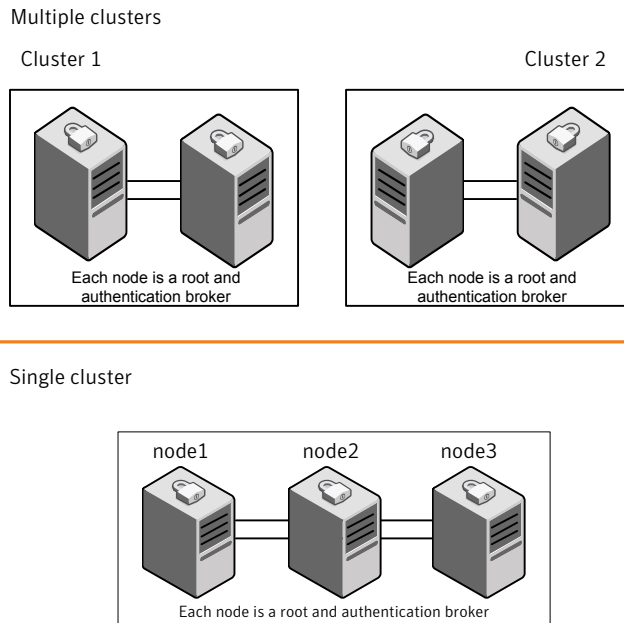 Multiple clusters
Cluster 1
Cluster 2
Each node is a root and
authentication broker
Each node is a root and
authentication broker
Single cluster
node1
node2
node3
Each node is a root and authentication broker